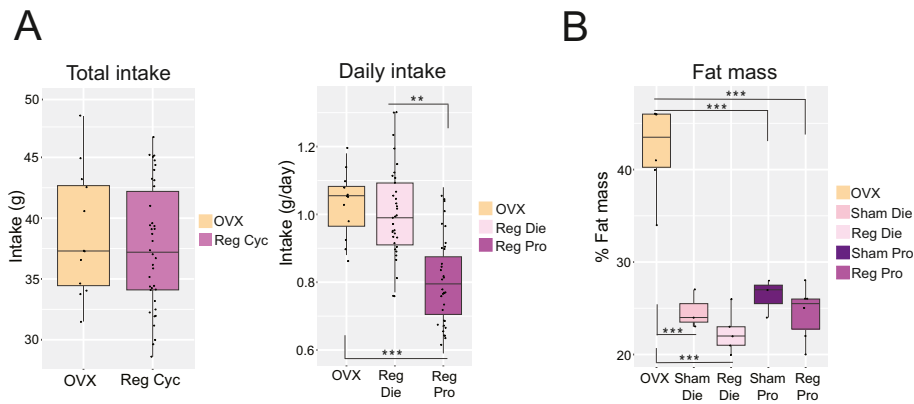 A
Total intake
Intake (g)
50
45
40
35
30
OVX
Reg Cyc
OVX
Reg Cyc
Daily intake
Intake (g/day)
1.2
1.0
0.8
0.6
**
***
OVX
Reg
Die
Reg
Pro
OVX
Reg Die
Reg Pro
B
Fat mass
% Fat mass
40
30
20
***
***
***
***
OVX
Sham
Die
Reg
Die
Sham
Pro
Reg
Pro
OVX
Sham Die
Reg Die
Sham Pro
Reg Pro